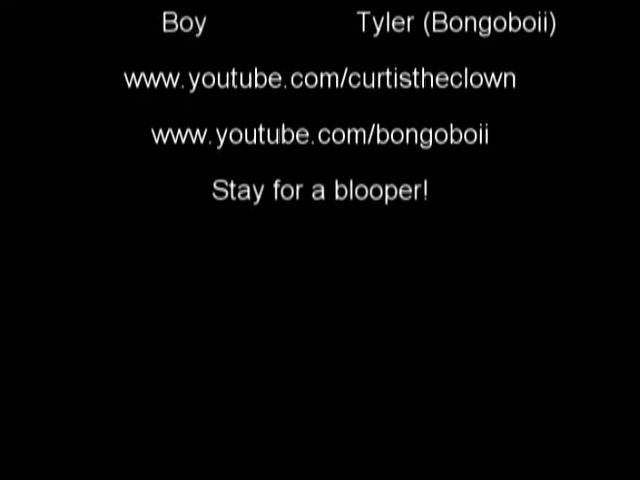 Boy Tyler (Bongoboii)
www.youtube.com/curtistheclown
www.youtube.com/bongoboii
Stay for a blooper!